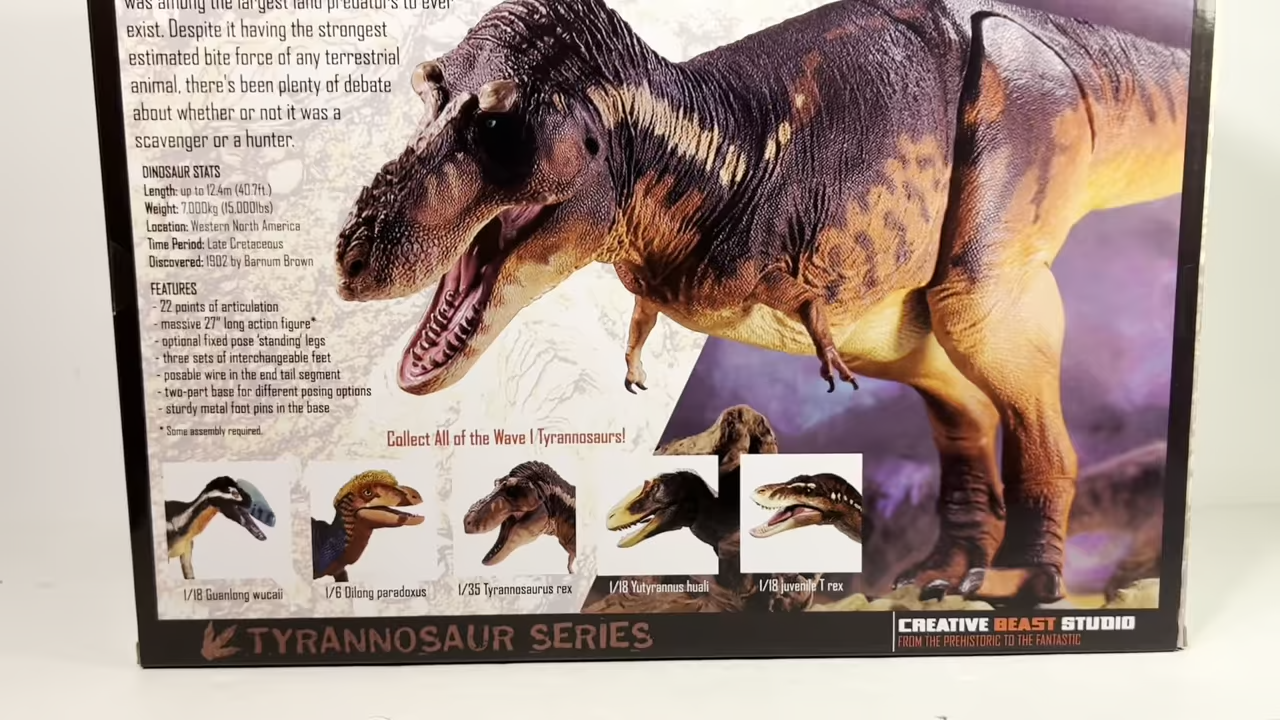 was among the largest land predators to ever
exist. Despite it having the strongest
estimated bite force of any terrestrial
animal, there's been plenty of debate
about whether or not it was a
scavenger or a hunter.
DINOSAUR STATS
Length: up to 12.4m (40.7ft.)
Weight: 7,000kg (15,000lbs)
Location: Western North America
Time Period: Late Cretaceous
Discovered: 1902 by Barnum Brown
FEATURES
- 22 points of articulation
- massive 27" long action figure*
- optional fixed pose 'standing' legs
- three sets of interchangeable feet
- posable wire in the end tail segment
- two-part base for different posing options
- sturdy metal foot pins in the base
* Some assembly required.
Collect All of the Wave 1 Tyrannosaurs!
1/18 Guanlong wucaii
1/6 Dilong paradoxus
1/35 Tyrannosaurus rex
1/18 Yutyrannus huali
1/18 juvenile T rex
TYRANNOSAUR SERIES
CREATIVE BEAST STUDIO
FROM THE PREHISTORIC TO THE FANTASTIC